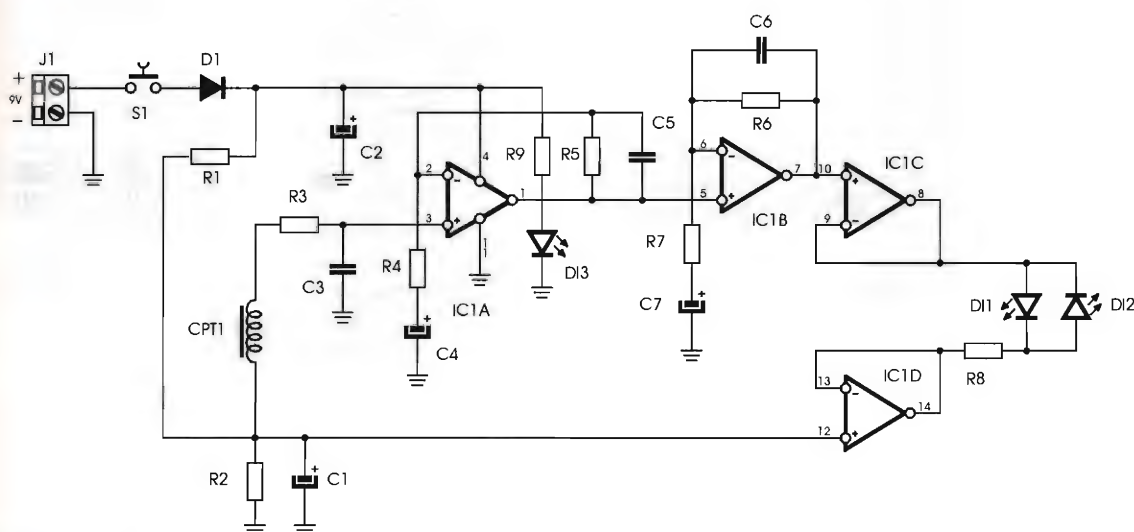 C6
J1
D1
+
9V
−
S1
R6
C5
C2
R9
R5
6
−
7
10
+
IC1C
8
R1
4
2
−
1
5
+
IC1B
9
−
R3
3
+
R7
R4
1
1
DI3
C3
IC1A
C7
+
DI1
DI2
CPT1
C4
+
13
−
IC1D
R8
14
12
+
R2
C1
+
+